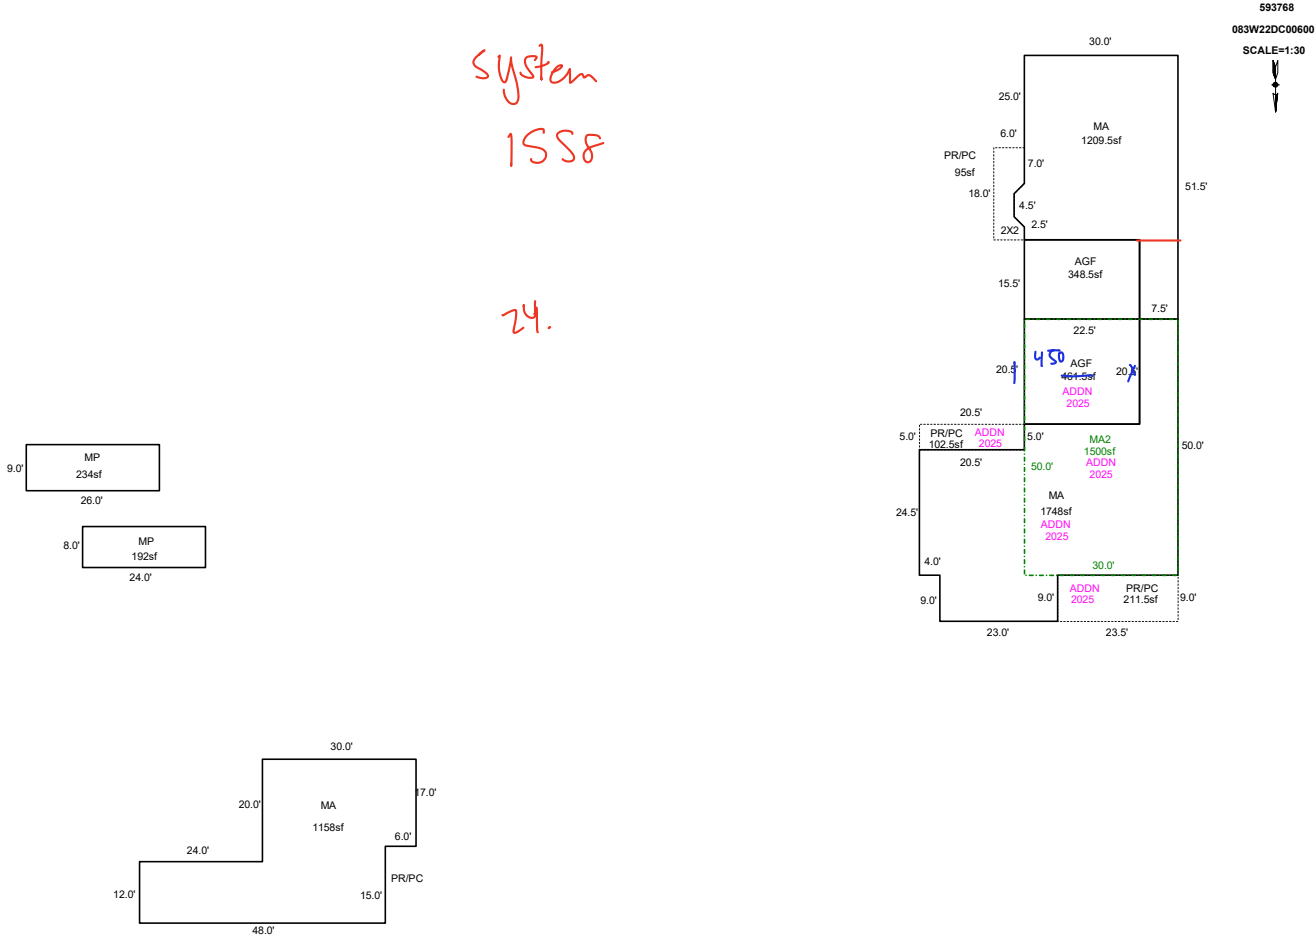 593768
083W22DC00600
SCALE=1:30
system
1558
24.
30.0'
25.0'
MA
1209.5sf
6.0'
PR/PC
95sf
7.0'
18.0'
4.5'
51.5'
2.5'
2X2
AGF
348.5sf
15.5'
7.5'
22.5'
450
20.5'
AGF
461.5sf
ADDN
2025
20.5'
5.0'
PR/PC
102.5sf
ADDN
2025
5.0'
20.5'
MA2
1500sf
ADDN
2025
50.0'
50.0'
24.5'
MA
1748sf
ADDN
2025
4.0'
30.0'
9.0'
9.0'
ADDN
2025
PR/PC
211.5sf
9.0'
23.0'
23.5'
9.0'
MP
234sf
26.0'
8.0'
MP
192sf
24.0'
30.0'
20.0'
MA
1158sf
17.0'
6.0'
24.0'
12.0'
15.0'
PR/PC
48.0'